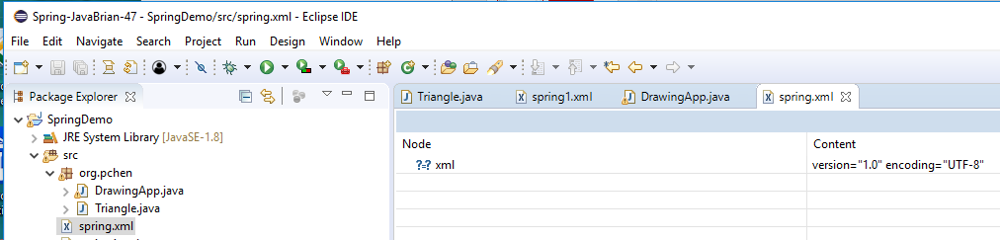 Spring-JavaBrian-47 - SpringDemo/src/spring.xml - Eclipse IDE
File Edit Navigate Search Project Run Design Window Help
Package Explorer
Triangle.java spring1.xml DrawingApp.java spring.xml
SpringDemo
JRE System Library [JavaSE-1.8]
src
org.pchen
DrawingApp.java
Triangle.java
spring.xml
Node Content
?=? xml version="1.0" encoding="UTF-8"